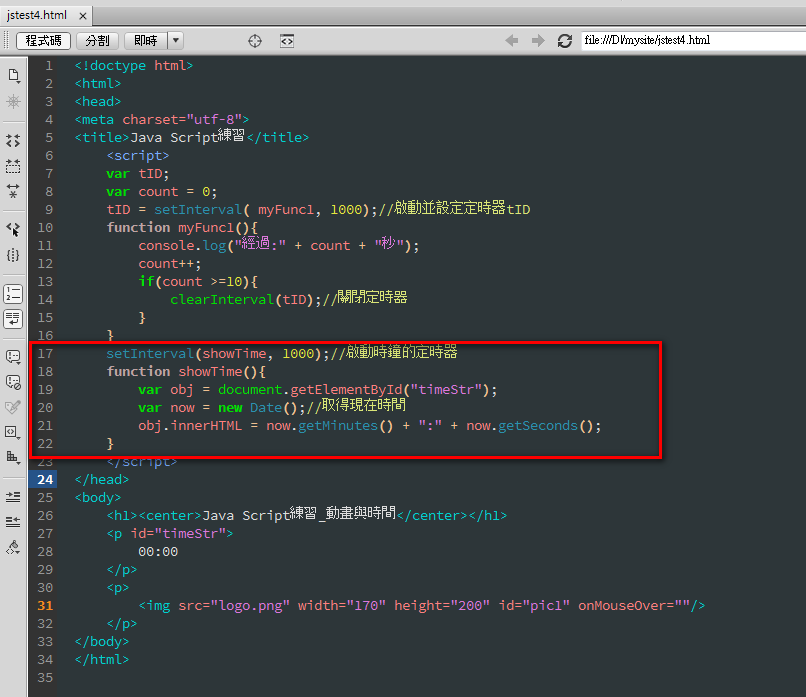 jstest4.html ×
程式碼 分割 即時 file:///D|/mysite/jstest4.html
1 <!doctype html>
2 <html>
3 <head>
4 <meta charset="utf-8">
5 <title>Java Script練習</title>
6 <script>
7 var tID;
8 var count = 0;
9 tID = setInterval( myFunc1, 1000);//啟動並設定定時器tID
10 function myFunc1(){
11 console.log("經過:" + count + "秒");
12 count++;
13 if(count >=10){
14 clearInterval(tID);//關閉定時器
15 }
16 }
17 setInterval(showTime, 1000);//啟動時鐘的定時器
18 function showTime(){
19 var obj = document.getElementById("timeStr");
20 var now = new Date();//取得現在時間
21 obj.innerHTML = now.getMinutes() + ":" + now.getSeconds();
22 }
23 </script>
24 </head>
25 <body>
26 <h1><center>Java Script練習_動畫與時間</center></h1>
27 <p id="timeStr">
28 00:00
29 </p>
30 <p>
31 <img src="logo.png" width="170" height="200" id="pic1" onMouseOver=""/>
32 </p>
33 </body>
34 </html>
35